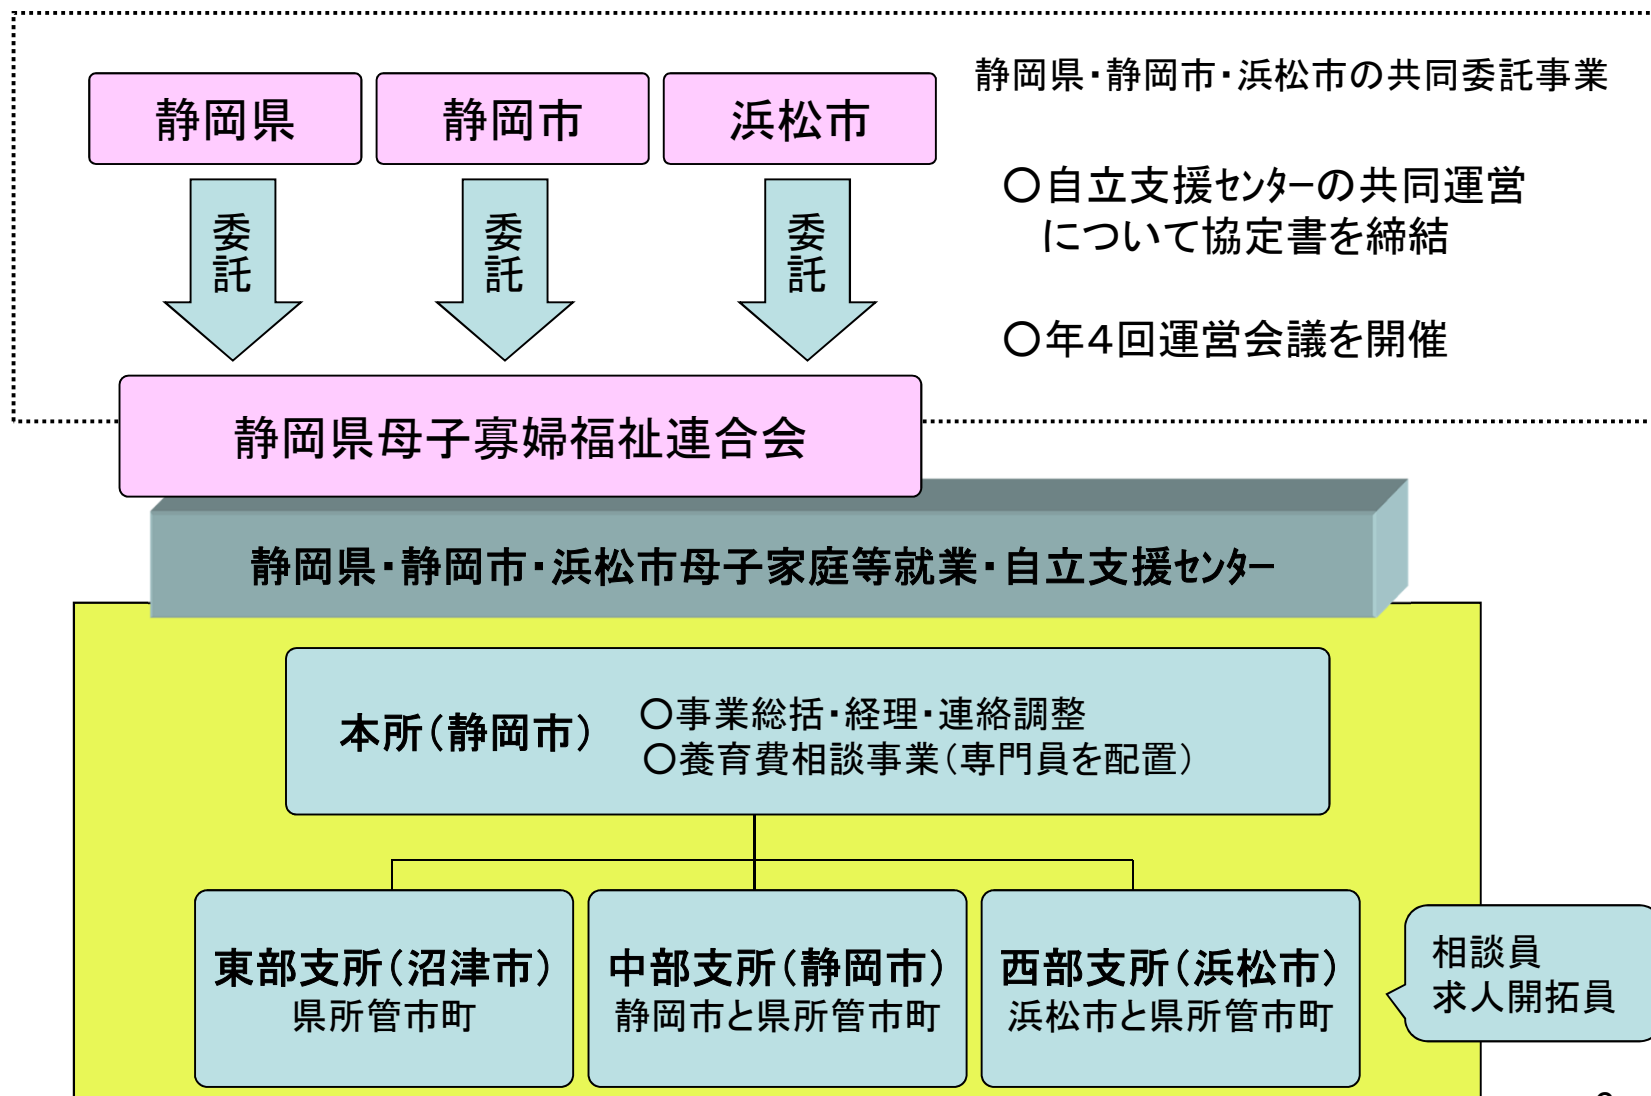 静岡県・静岡市・浜松市の共同委託事業
静岡県
静岡市
浜松市
委託
委託
委託
○自立支援ｾﾝﾀｰの共同運営
について協定書を締結
○年４回運営会議を開催
静岡県母子寡婦福祉連合会
静岡県・静岡市・浜松市母子家庭等就業・自立支援ｾﾝﾀｰ
本所（静岡市）
○事業総括・経理・連絡調整
○養育費相談事業（専門員を配置）
東部支所（沼津市）
県所管市町
中部支所（静岡市）
静岡市と県所管市町
西部支所（浜松市）
浜松市と県所管市町
相談員
求人開拓員